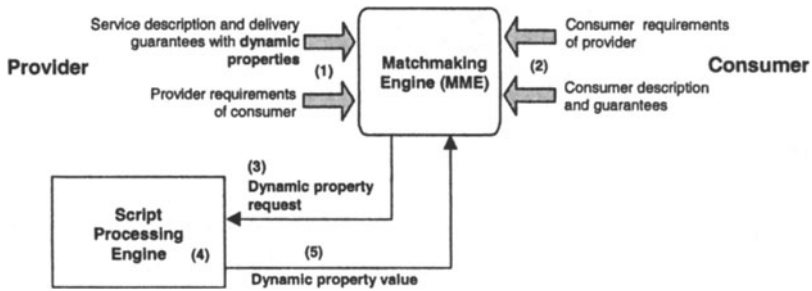 Service description and delivery
guarantees with dynamic
properties
(1)
Provider
Provider requirements
of consumer
Matchmaking
Engine (MME)
(2)
Consumer requirements
of provider
Consumer
Consumer description
and guarantees
(3)
Dynamic property
request
Script
Processing
Engine (4)
(5)
Dynamic property value